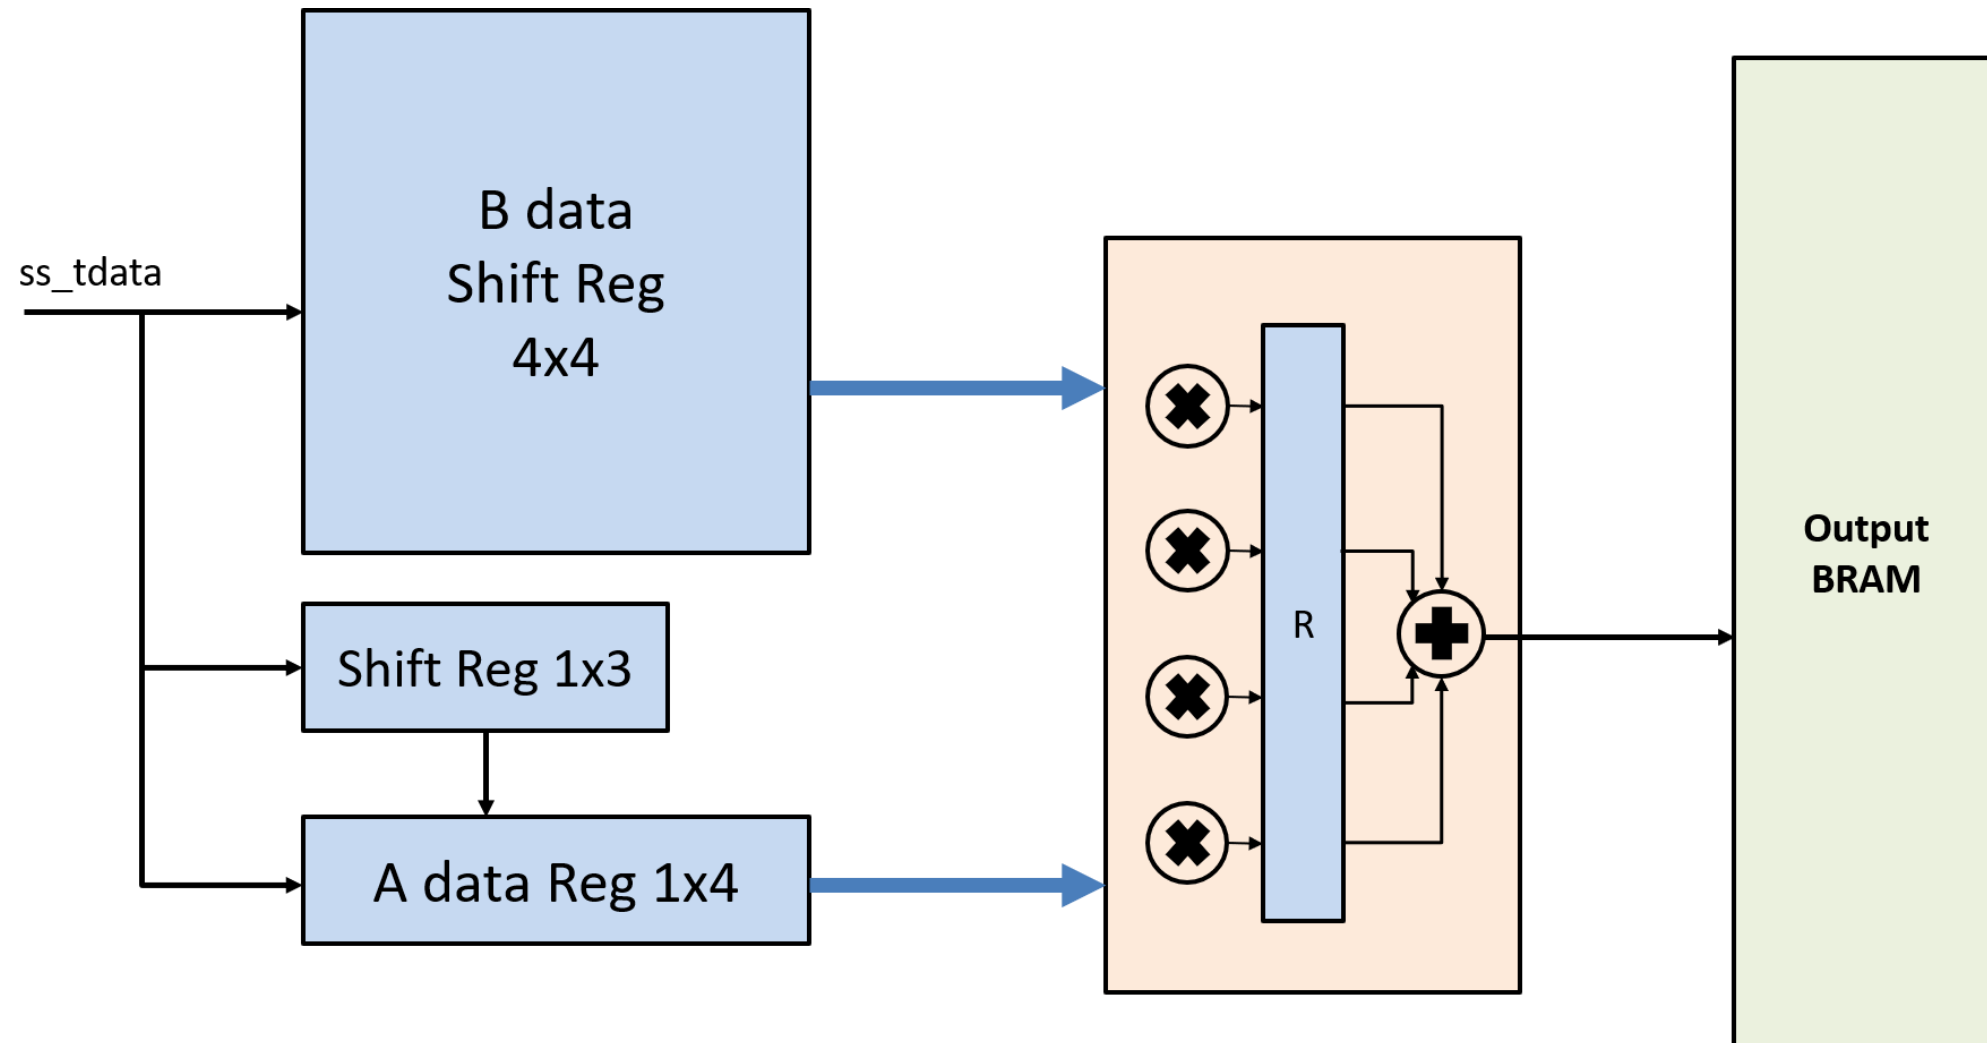 ss_tdata
B data
Shift Reg
4x4
Shift Reg 1x3
A data Reg 1x4
R
Output
BRAM